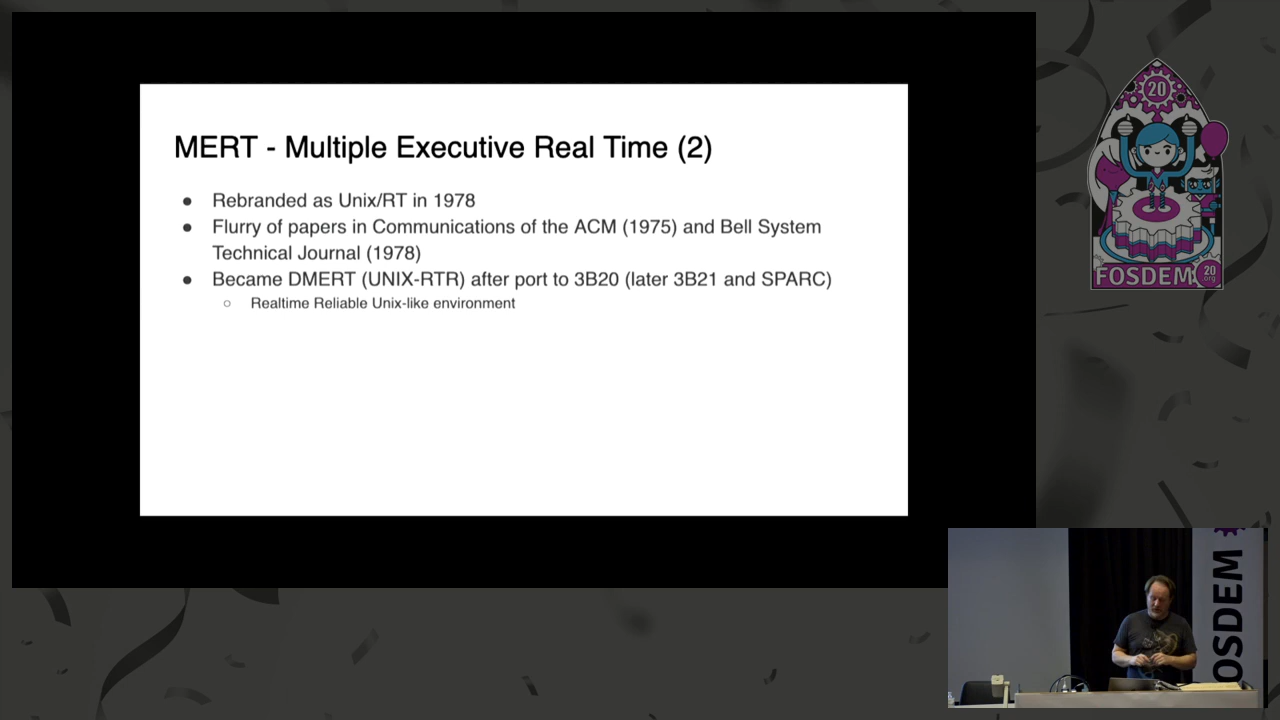 MERT - Multiple Executive Real Time (2)
● Rebranded as Unix/RT in 1978
● Flurry of papers in Communications of the ACM (1975) and Bell System
Technical Journal (1978)
● Became DMERT (UNIX-RTR) after port to 3B20 (later 3B21 and SPARC)
○ Realtime Reliable Unix-like environment
20
FOSDEM
20
.org
OSDEM